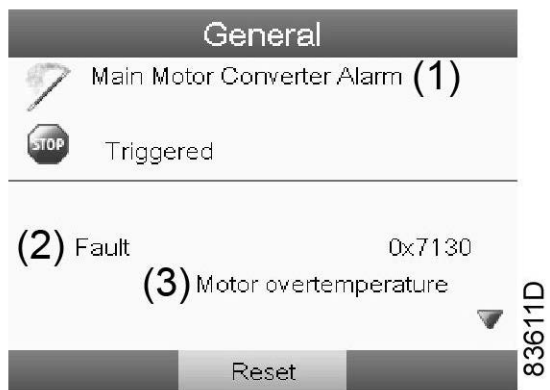 General
Main Motor Converter Alarm (1)
STOP
Triggered
(2) Fault 0x7130
(3) Motor overtemperature
Reset
83611D